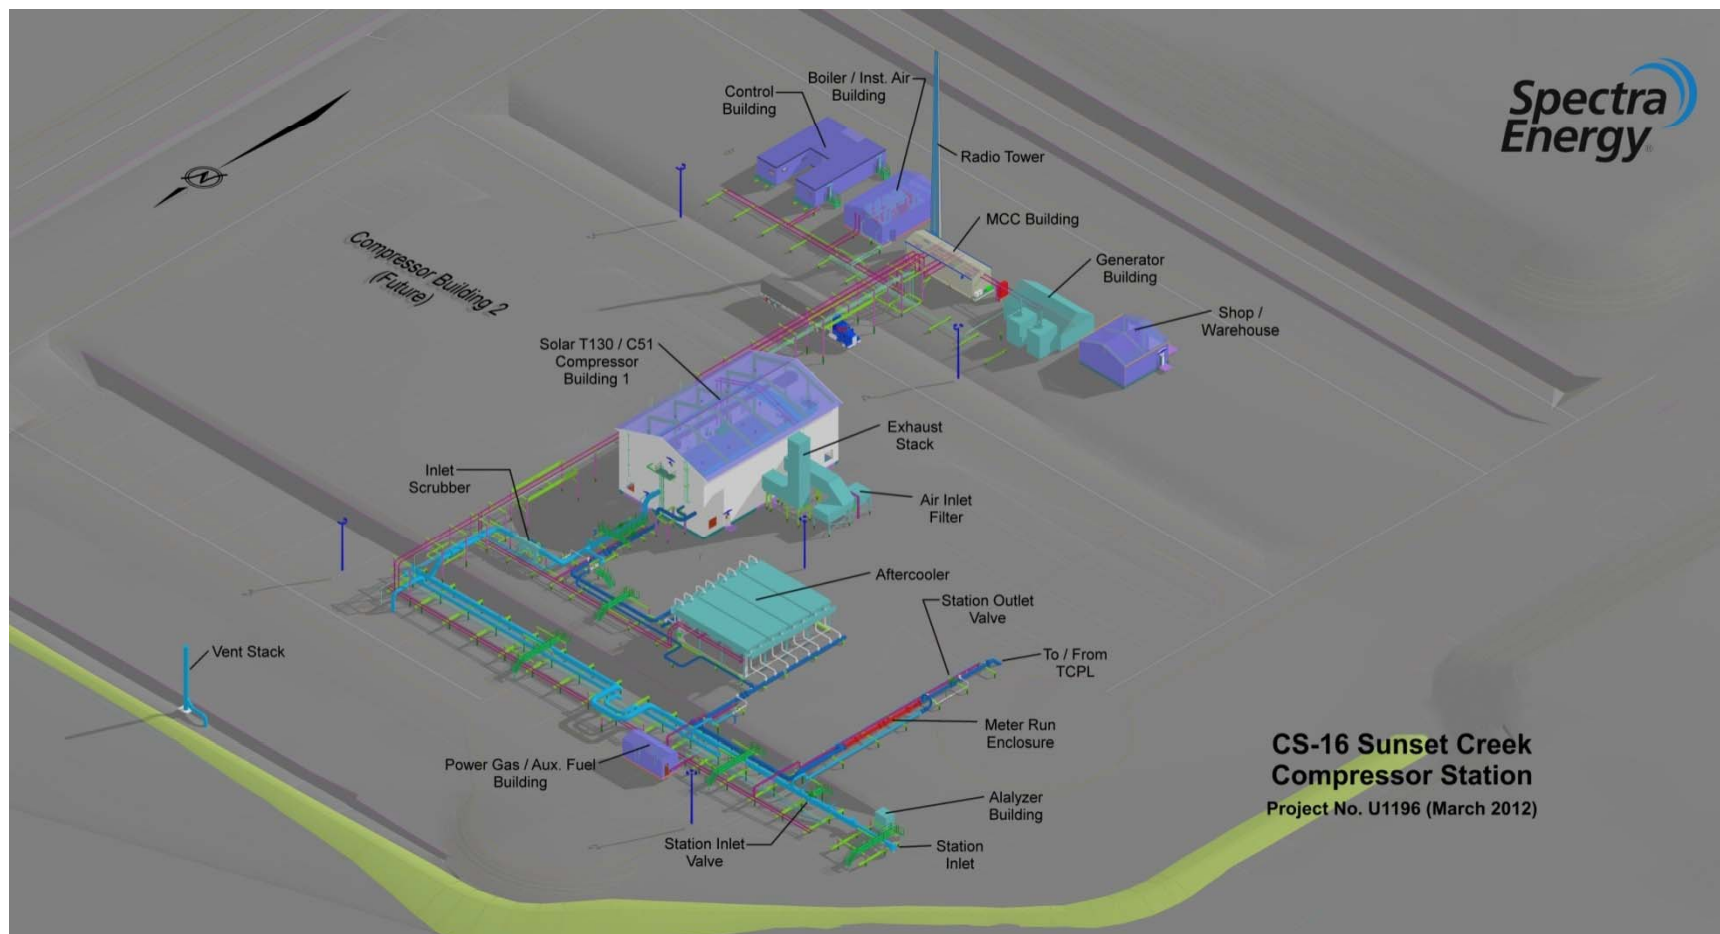 Spectra
Energy®
Boiler / Inst. Air
Building
Control
Building
Radio Tower
N
MCC Building
Compressor Building 2
(Future)
Generator
Building
Shop /
Warehouse
Solar T130 / C51
Compressor
Building 1
Exhaust
Stack
Inlet
Scrubber
Air Inlet
Filter
Aftercooler
Station Outlet
Valve
Vent Stack
To / From
TCPL
Meter Run
Enclosure
Power Gas / Aux. Fuel
Building
Alalyzer
Building
Station Inlet
Valve
Station
Inlet
CS-16 Sunset Creek
Compressor Station
Project No. U1196 (March 2012)